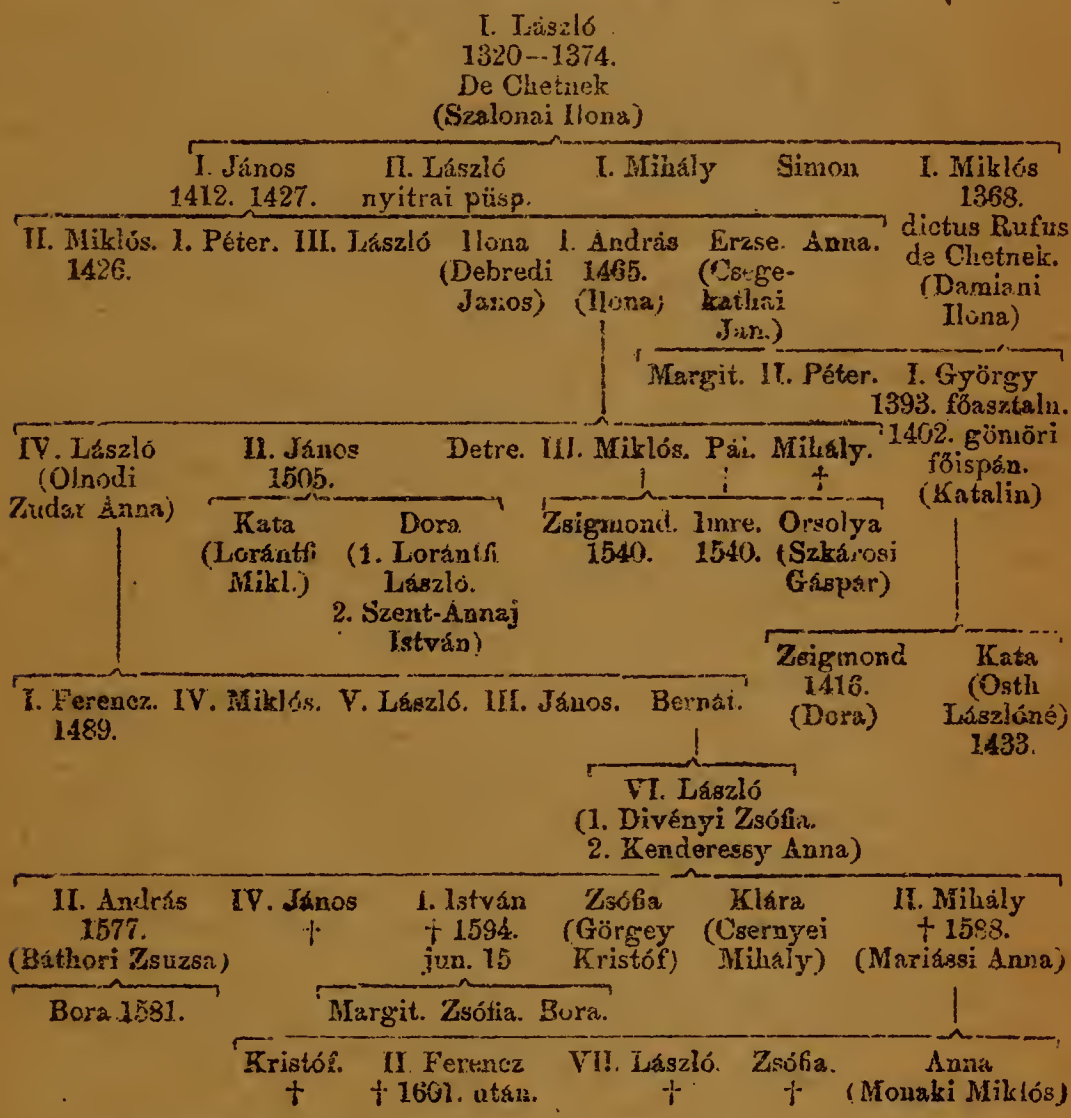 I. László
1320--1374.
De Chetnek
(Szalonai Ilona)
I. János II. László I. Mihály Simon I. Miklós
1412. 1427. nyitrai püsp. 1368.
dictus Rufus
II. Miklós. I. Péter. III. László Ilona I. András Erzse. Anna. de Chetnek.
1426. (Debredi 1465. (Csege- (Damiani
János) (Ilona) kathai Ilona)
Jan.)
Margit. II. Péter. I. György
1393. főasztaln.
IV. László II. János Detre. III. Miklós. Pál. Mihály. 1402. gömöri
(Olnodi 1505. † főispán.
Zudar Anna) (Katalin)
Kata Dora Zsigmond. Imre. Orsolya
(Lorántfi (1. Lorántfi 1540. 1540. (Szkárosi
Mikl.) László. Gáspár)
2. Szent-Annaj
István)
Zsigmond Kata
1416. (Osth
I. Ferencz. IV. Miklós. V. László. III. János. Bernát. (Dora) Lászlóné)
1489. 1433.
VI. László
(1. Divényi Zsófia.
2. Kenderessy Anna)
II. András IV. János I. István Zsófia Klára II. Mihály
1577. † † 1594. (Görgey (Csernyei † 1588.
(Báthori Zsuzsa) jun. 15 Kristóf) Mihály) (Mariássi Anna)
Bora 1581. Margit. Zsófia. Bora.
Kristóf. II Ferencz VII. László. Zsófia. Anna
† † 1601. után. † † (Monaki Miklós)